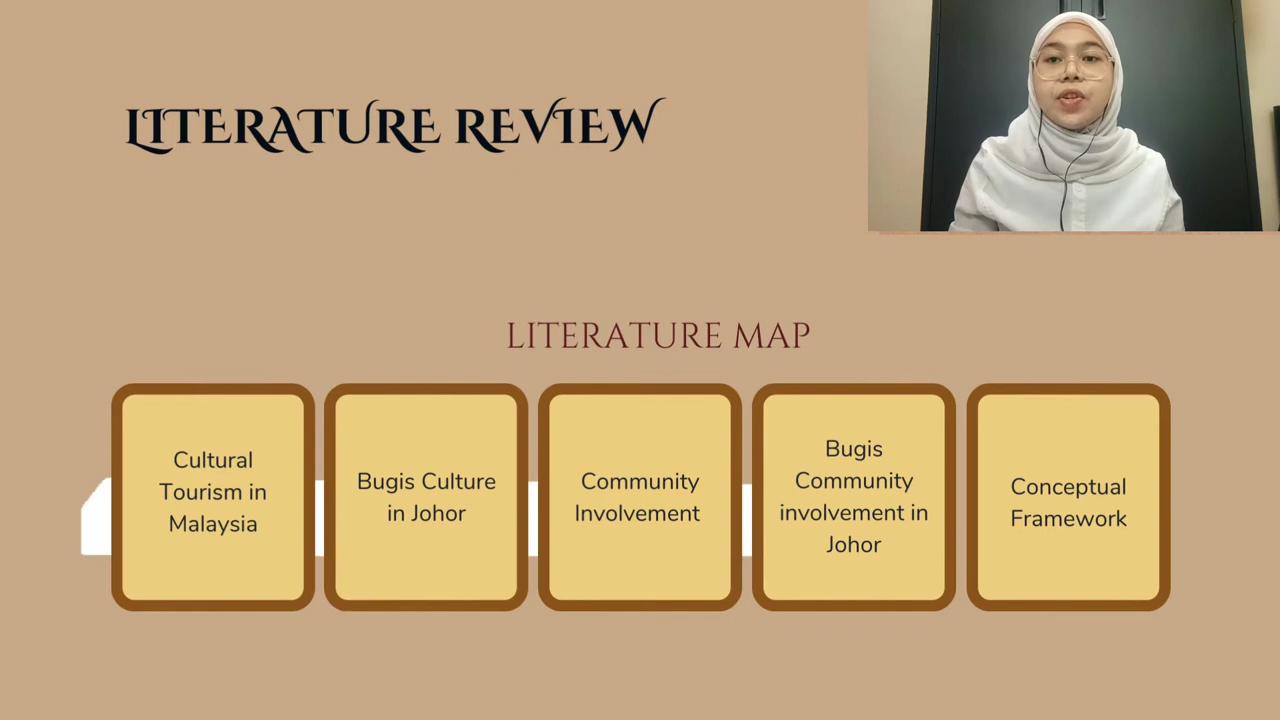 LITERATURE REVIEW
LITERATURE MAP
Cultural
Tourism in
Malaysia
Bugis Culture
in Johor
Community
Involvement
Bugis
Community
involvement in
Johor
Conceptual
Framework